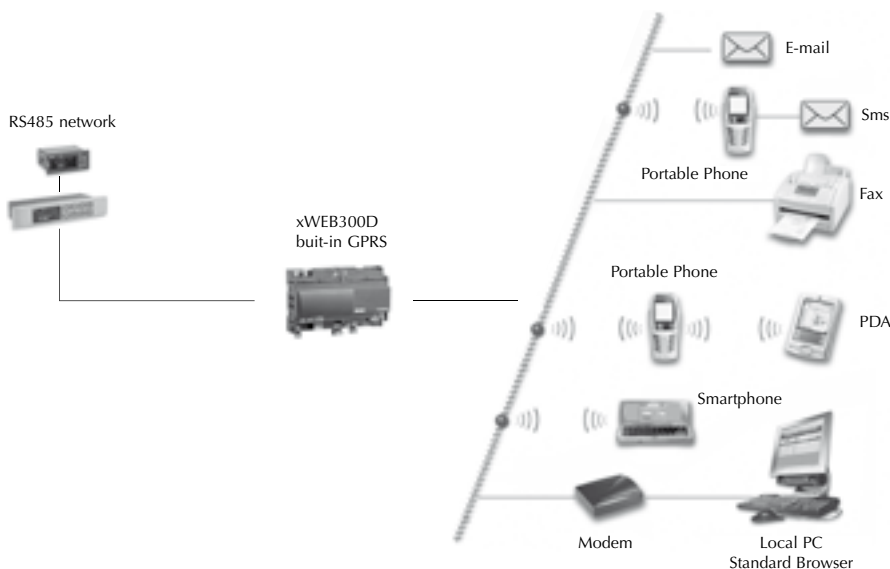 E-mail
RS485 network
Sms
Portable Phone
Fax
xWEB300D
buit-in GPRS
Portable Phone
PDA
Smartphone
Modem
Local PC
Standard Browser